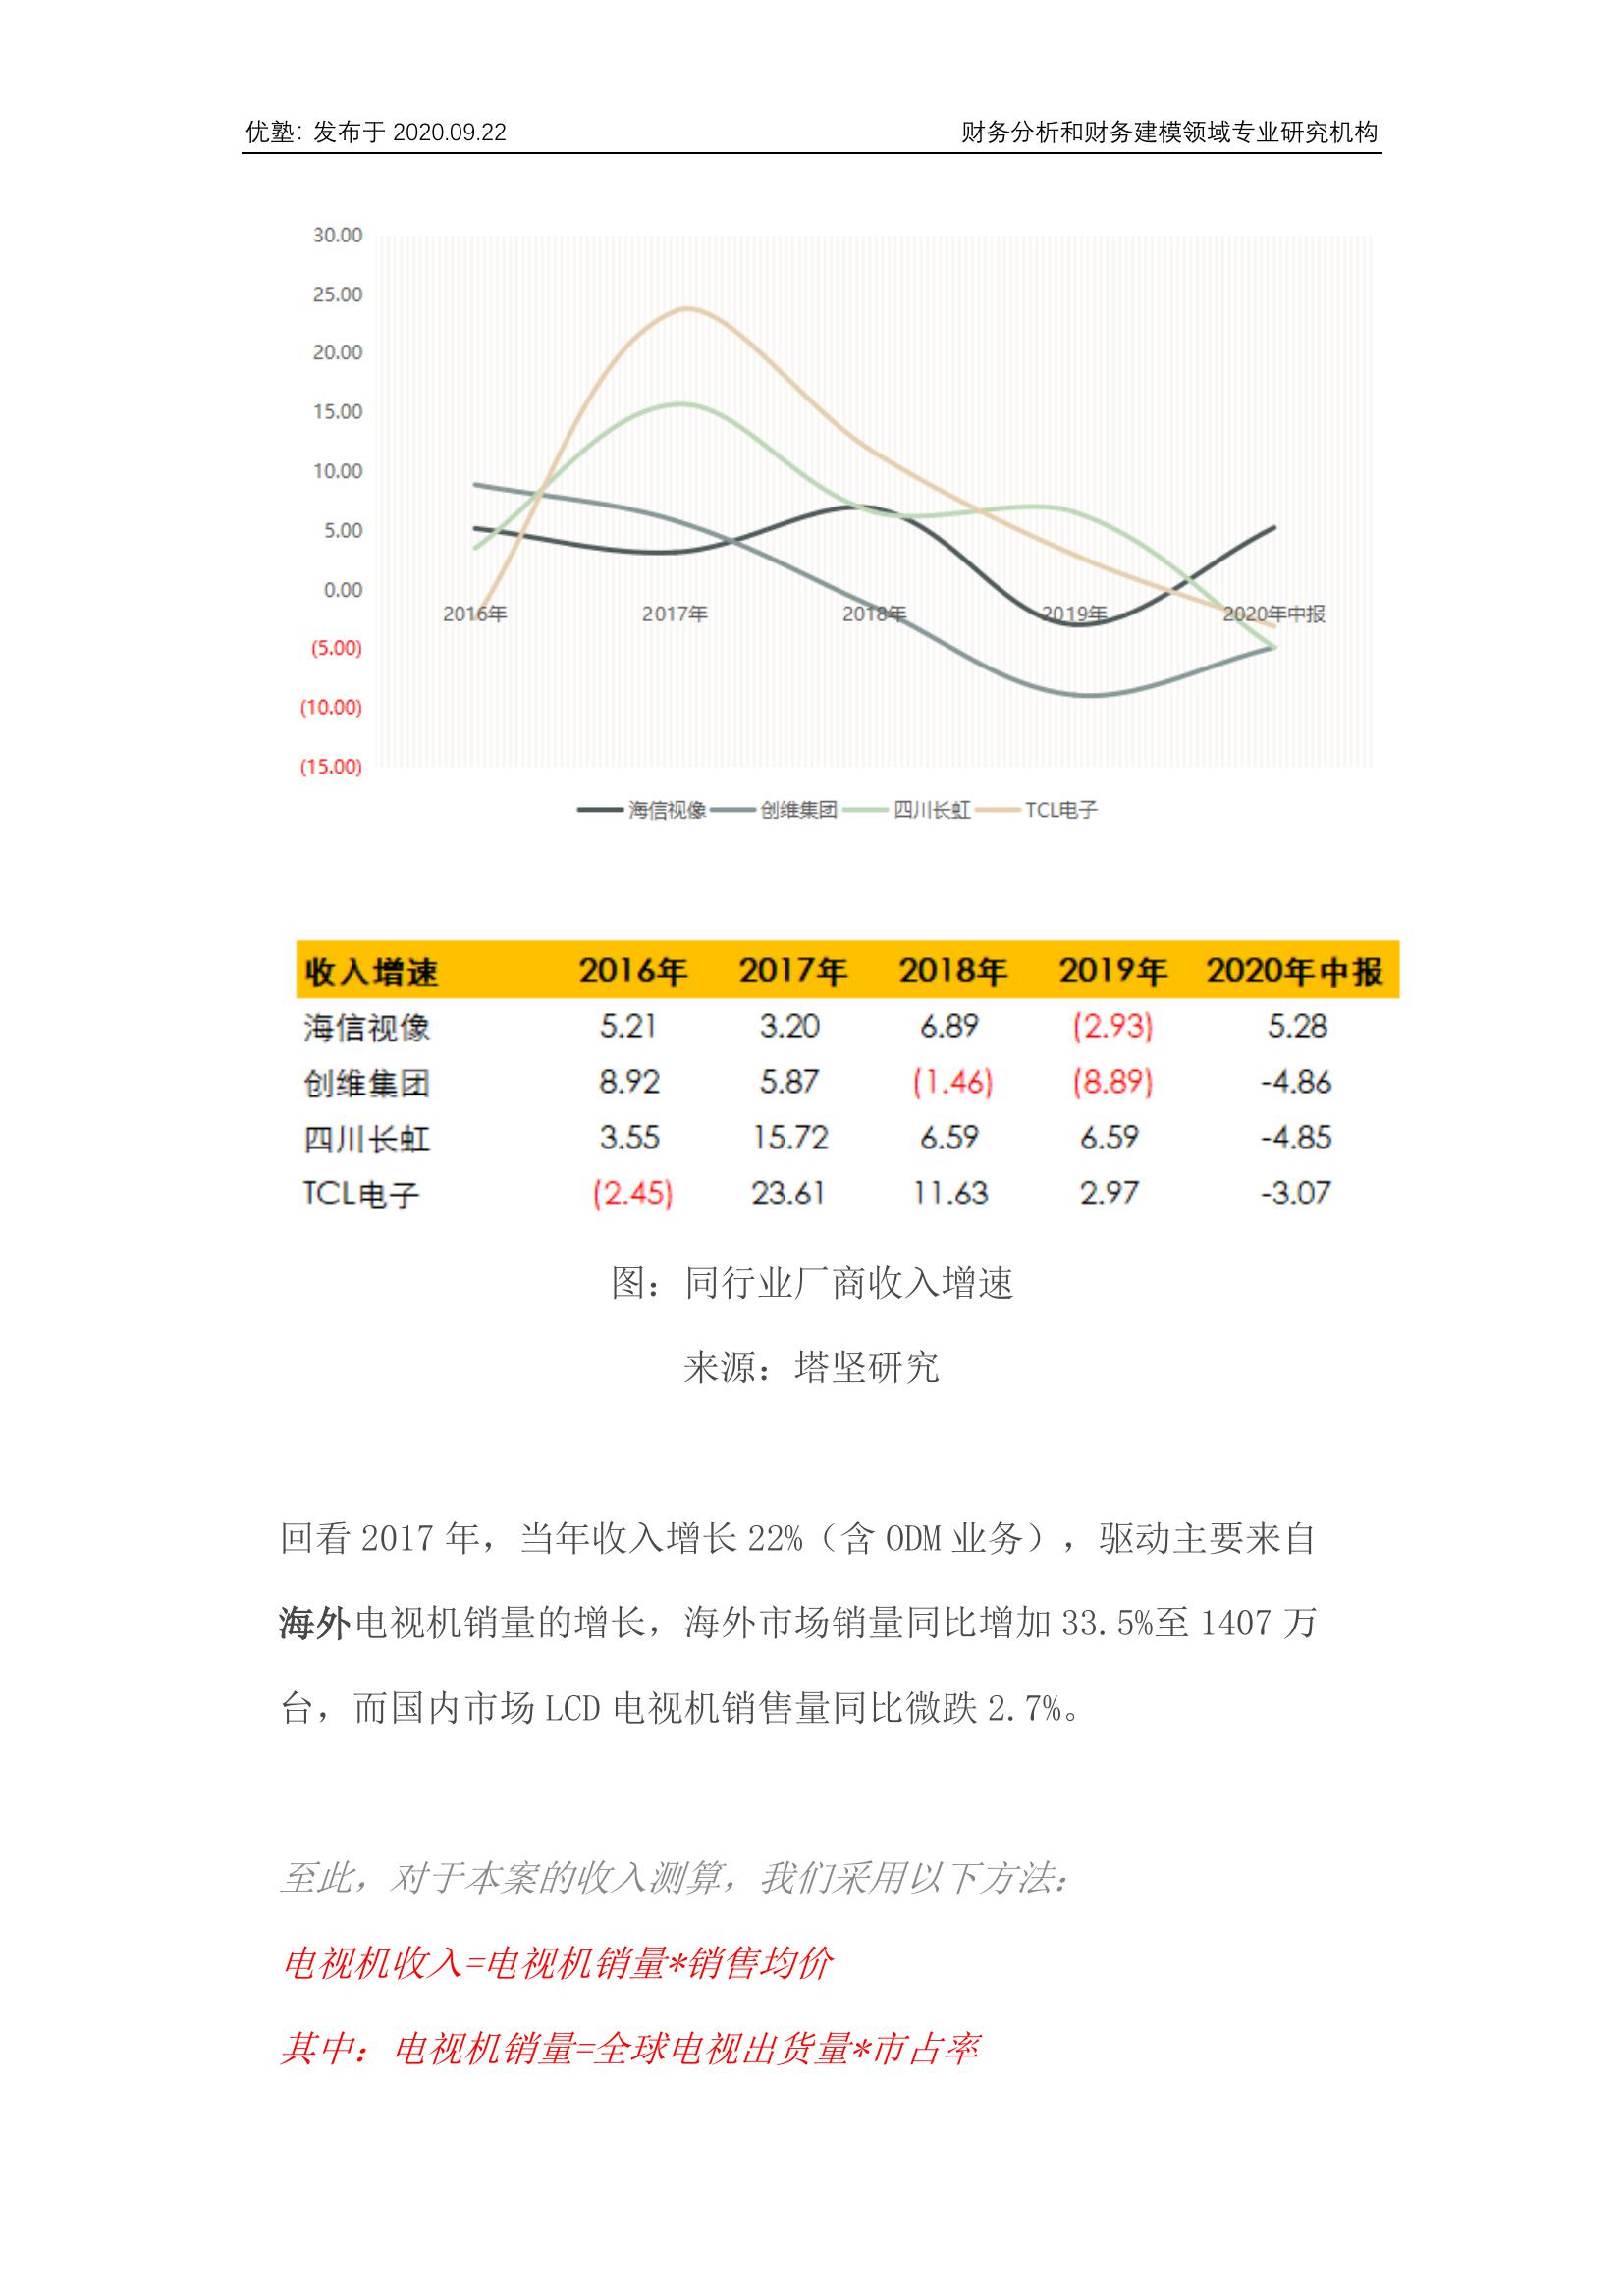 优塾：发布于 2020.09.22 财务分析和财务建模领域专业研究机构
30.00
25.00
20.00
15.00
10.00
5.00
0.00
2016年 2017年 2018年 2019年 2020年中报
(5.00)
(10.00)
(15.00)
海信视像 创维集团 四川长虹 TCL电子
收入增速 2016年 2017年 2018年 2019年 2020年中报
海信视像 5.21 3.20 6.89 (2.93) 5.28
创维集团 8.92 5.87 (1.46) (8.89) -4.86
四川长虹 3.55 15.72 6.59 6.59 -4.85
TCL电子 (2.45) 23.61 11.63 2.97 -3.07
图：同行业厂商收入增速
来源：塔坚研究
回看 2017 年，当年收入增长 22%（含 ODM 业务），驱动主要来自
海外电视机销量的增长，海外市场销量同比增加 33.5%至 1407 万
台，而国内市场 LCD 电视机销售量同比微跌 2.7%。
至此，对于本案的收入测算，我们采用以下方法：
电视机收入=电视机销量*销售均价
其中：电视机销量=全球电视出货量*市占率